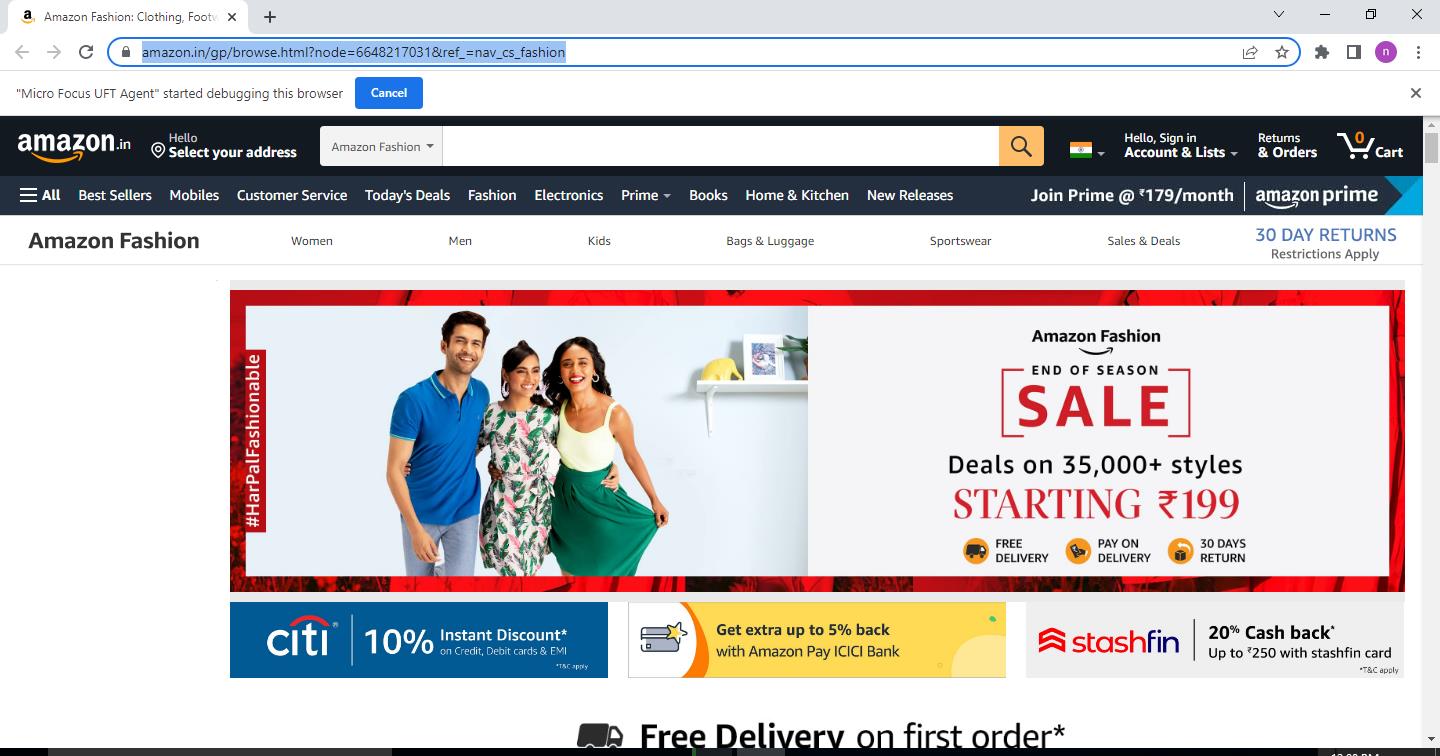 Amazon Fashion: Clothing, Footw
amazon.in/gp/browse.html?node=6648217031&ref_=nav_cs_fashion
n
"Micro Focus UFT Agent" started debugging this browser
Cancel
amazon.in
Hello
Select your address
Amazon Fashion
Hello, Sign in
Account & Lists
Returns
& Orders
0
Cart
All
Best Sellers
Mobiles
Customer Service
Today's Deals
Fashion
Electronics
Prime
Books
Home & Kitchen
New Releases
Join Prime @ ₹179/month
amazon prime
Amazon Fashion
Women
Men
Kids
Bags & Luggage
Sportswear
Sales & Deals
30 DAY RETURNS
Restrictions Apply
#HarPalFashionable
Amazon Fashion
END OF SEASON
SALE
Deals on 35,000+ styles
STARTING ₹199
FREE
DELIVERY
PAY ON
DELIVERY
30 DAYS
RETURN
citi®
10% Instant Discount*
on Credit, Debit cards & EMI
*T&C apply
Get extra up to 5% back
with Amazon Pay ICICI Bank
stashfin
20% Cash back*
Up to ₹250 with stashfin card
*T&C apply
Free Delivery on first order*